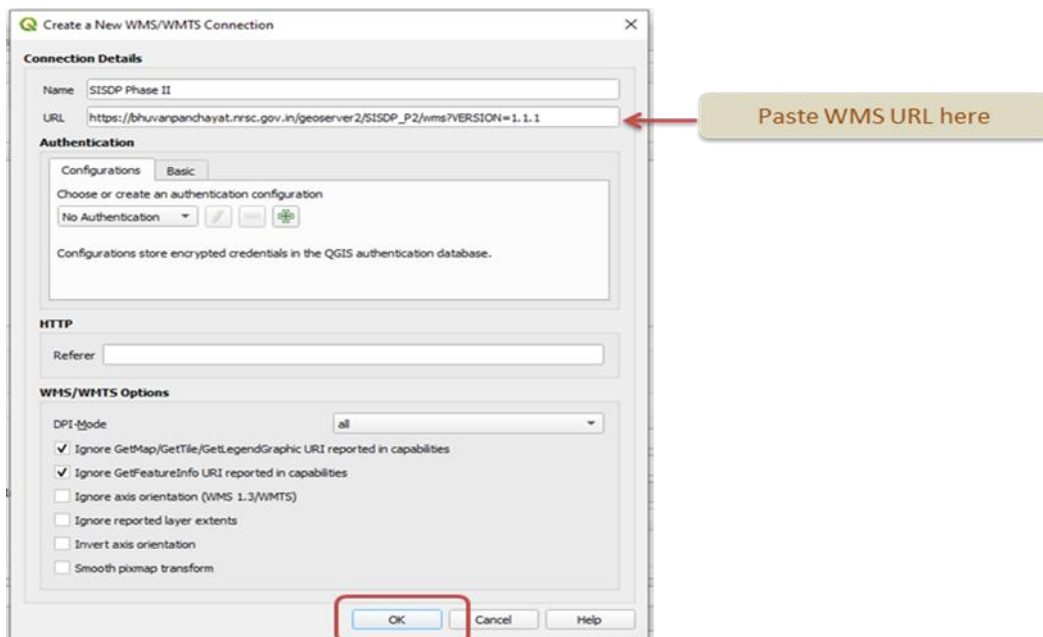 Create a New WMS/WMTS Connection
Connection Details
Name SISDP Phase II
URL https://bhuvanpanchayat.nrsc.gov.in/geoserver2/SISDP_P2/wms?VERSION=1.1.1
Paste WMS URL here
Authentication
Configurations Basic
Choose or create an authentication configuration
No Authentication
Configurations store encrypted credentials in the QGIS authentication database.
HTTP
Referer
WMS/WMTS Options
DPI-Mode all
Ignore GetMap/GetTile/GetLegendGraphic URI reported in capabilities
Ignore GetFeatureInfo URI reported in capabilities
Ignore axis orientation (WMS 1.3/WMTS)
Ignore reported layer extents
Invert axis orientation
Smooth pixmap transform
OK Cancel Help